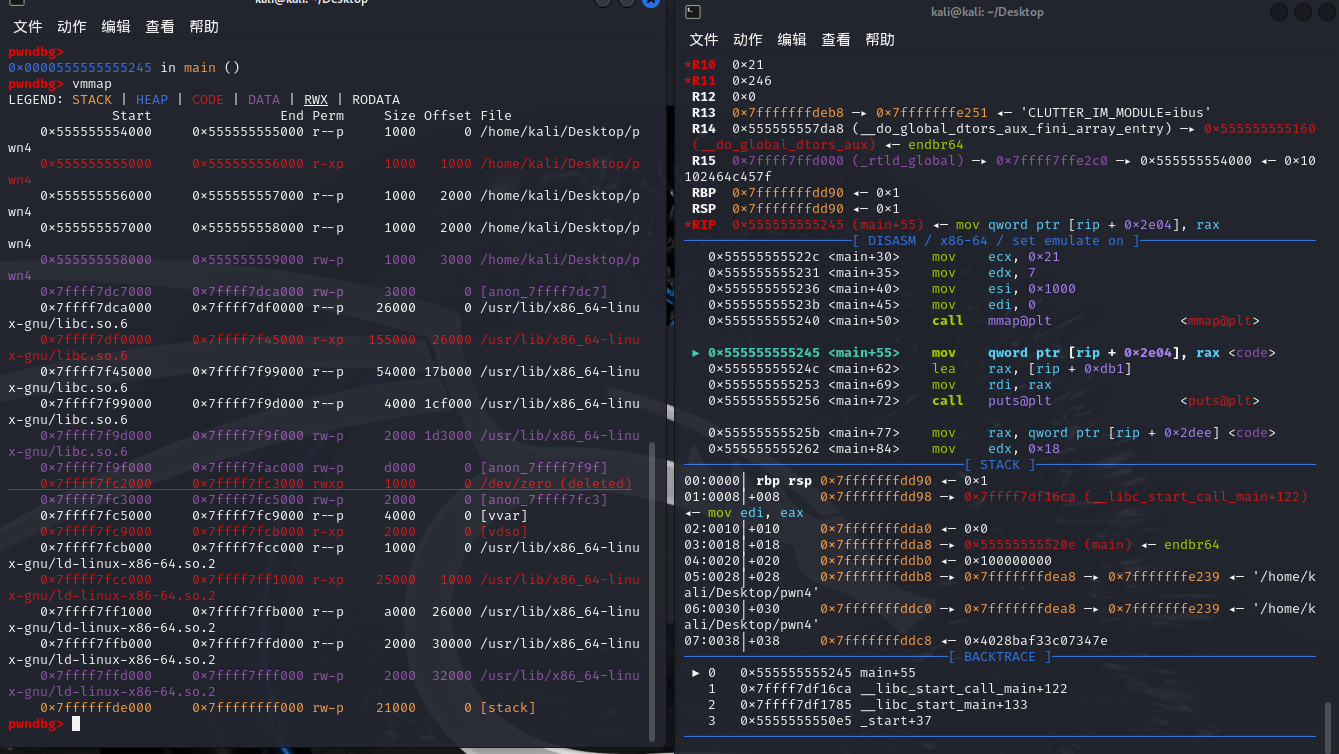 kali@kali: ~/Desktop
文件 动作 编辑 查看 帮助
pwndbg>
0×0000555555555245 in main ()
pwndbg> vmmap
LEGEND: STACK | HEAP | CODE | DATA | RWX | RODATA
Start End Perm Size Offset File
0×555555554000 0×555555555000 r--p 1000 0 /home/kali/Desktop/p
wn4
0×555555555000 0×555555556000 r-xp 1000 1000 /home/kali/Desktop/p
wn4
0×555555556000 0×555555557000 r--p 1000 2000 /home/kali/Desktop/p
wn4
0×555555557000 0×555555558000 r--p 1000 2000 /home/kali/Desktop/p
wn4
0×555555558000 0×555555559000 rw-p 1000 3000 /home/kali/Desktop/p
wn4
0×7ffff7dc7000 0×7ffff7dca000 rw-p 3000 0 [anon_7ffff7dc7]
0×7ffff7dca000 0×7ffff7df0000 r--p 26000 0 /usr/lib/x86_64-linu
x-gnu/libc.so.6
0×7ffff7df0000 0×7ffff7f45000 r-xp 155000 26000 /usr/lib/x86_64-linu
x-gnu/libc.so.6
0×7ffff7f45000 0×7ffff7f99000 r--p 54000 17b000 /usr/lib/x86_64-linu
x-gnu/libc.so.6
0×7ffff7f99000 0×7ffff7f9d000 r--p 4000 1cf000 /usr/lib/x86_64-linu
x-gnu/libc.so.6
0×7ffff7f9d000 0×7ffff7f9f000 rw-p 2000 1d3000 /usr/lib/x86_64-linu
x-gnu/libc.so.6
0×7ffff7f9f000 0×7ffff7fac000 rw-p d000 0 [anon_7ffff7f9f]
0×7ffff7fc2000 0×7ffff7fc3000 rwxp 1000 0 /dev/zero (deleted)
0×7ffff7fc3000 0×7ffff7fc5000 rw-p 2000 0 [anon_7ffff7fc3]
0×7ffff7fc5000 0×7ffff7fc9000 r--p 4000 0 [vvar]
0×7ffff7fc9000 0×7ffff7fcb000 r-xp 2000 0 [vdso]
0×7ffff7fcb000 0×7ffff7fcc000 r--p 1000 0 /usr/lib/x86_64-linu
x-gnu/ld-linux-x86-64.so.2
0×7ffff7fcc000 0×7ffff7ff1000 r-xp 25000 1000 /usr/lib/x86_64-linu
x-gnu/ld-linux-x86-64.so.2
0×7ffff7ff1000 0×7ffff7ffb000 r--p a000 26000 /usr/lib/x86_64-linu
x-gnu/ld-linux-x86-64.so.2
0×7ffff7ffb000 0×7ffff7ffd000 r--p 2000 30000 /usr/lib/x86_64-linu
x-gnu/ld-linux-x86-64.so.2
0×7ffff7ffd000 0×7ffff7fff000 rw-p 2000 32000 /usr/lib/x86_64-linu
x-gnu/ld-linux-x86-64.so.2
0×7ffffffde000 0×7ffffffff000 rw-p 21000 0 [stack]
pwndbg>
kali@kali: ~/Desktop
文件 动作 编辑 查看 帮助
*R10 0×21
*R11 0×246
R12 0×0
R13 0×7fffffffdeb8 —▸ 0×7fffffffe251 ◂— 'CLUTTER_IM_MODULE=ibus'
R14 0×555555557da8 (__do_global_dtors_aux_fini_array_entry) —▸ 0×555555555160
(__do_global_dtors_aux) ◂— endbr64
R15 0×7ffff7ffd000 (_rtld_global) —▸ 0×7ffff7ffe2c0 —▸ 0×555555554000 ◂— 0×10
102464c457f
RBP 0×7fffffffdd90 ◂— 0×1
RSP 0×7fffffffdd90 ◂— 0×1
*RIP 0×555555555245 (main+55) ◂— mov qword ptr [rip + 0×2e04], rax
[ DISASM / x86-64 / set emulate on ]
0×55555555522c <main+30> mov ecx, 0×21
0×555555555231 <main+35> mov edx, 7
0×555555555236 <main+40> mov esi, 0×1000
0×55555555523b <main+45> mov edi, 0
0×555555555240 <main+50> call mmap@plt <mmap@plt>
► 0×555555555245 <main+55> mov qword ptr [rip + 0×2e04], rax <code>
0×55555555524c <main+62> lea rax, [rip + 0×db1]
0×555555555253 <main+69> mov rdi, rax
0×555555555256 <main+72> call puts@plt <puts@plt>
0×55555555525b <main+77> mov rax, qword ptr [rip + 0×2dee] <code>
0×555555555262 <main+84> mov edx, 0×18
[ STACK ]
00:0000│ rbp rsp 0×7fffffffdd90 ◂— 0×1
01:0008│+008 0×7fffffffdd98 —▸ 0×7ffff7df16ca (__libc_start_call_main+122)
◂— mov edi, eax
02:0010│+010 0×7fffffffdda0 ◂— 0×0
03:0018│+018 0×7fffffffdda8 —▸ 0×55555555520e (main) ◂— endbr64
04:0020│+020 0×7fffffffddb0 ◂— 0×100000000
05:0028│+028 0×7fffffffddb8 —▸ 0×7fffffffdea8 —▸ 0×7fffffffe239 ◂— '/home/k
ali/Desktop/pwn4'
06:0030│+030 0×7fffffffddc0 —▸ 0×7fffffffdea8 —▸ 0×7fffffffe239 ◂— '/home/k
ali/Desktop/pwn4'
07:0038│+038 0×7fffffffddc8 ◂— 0×4028baf33c07347e
[ BACKTRACE ]
► 0 0×555555555245 main+55
1 0×7ffff7df16ca __libc_start_call_main+122
2 0×7ffff7df1785 __libc_start_main+133
3 0×5555555550e5 _start+37